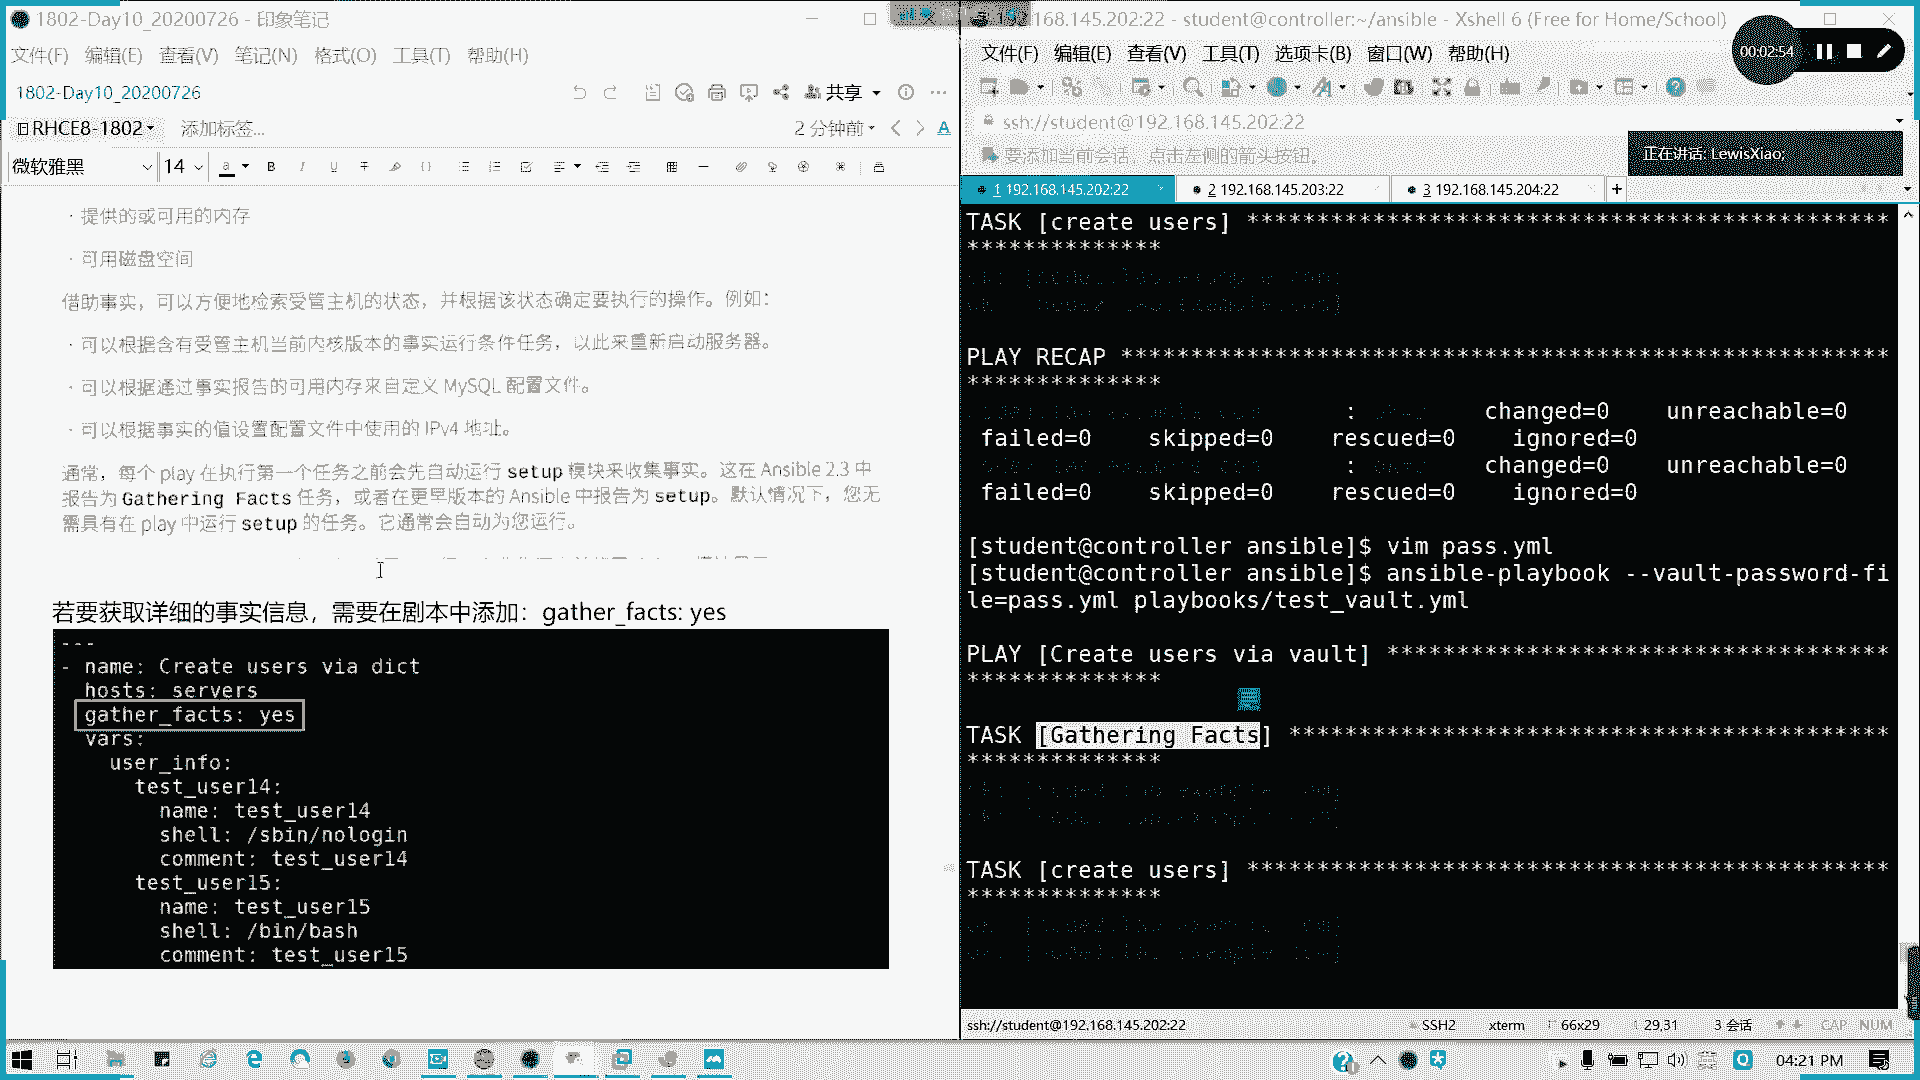 1802-Day10_20200726 - 印象笔记
文件(F) 编辑(E) 查看(V) 笔记(N) 格式(O) 工具(T) 帮助(H)
1802-Day10_20200726
共享
RHCE8-1802
添加标签...
2 分钟前
微软雅黑
14
· 提供的或可用的内存
· 可用磁盘空间
借助事实，可以方便地检索受管主机的状态，并根据该状态确定要执行的操作。例如：
· 可以根据含有受管主机当前内核版本的事实运行条件任务，以此来重新启动服务器。
· 可以根据通过事实报告的可用内存来自定义 MySQL 配置文件。
· 可以根据事实的值设置配置文件中使用的 IPv4 地址。
通常，每个 play 在执行第一个任务之前会先自动运行 setup 模块来收集事实。这在 Ansible 2.3 中
报告为 Gathering Facts 任务，或者在更早版本的 Ansible 中报告为 setup。默认情况下，您无
需具有在 play 中运行 setup 的任务。它通常会自动为您运行。
若要获取详细的事实信息，需要在剧本中添加：gather_facts: yes
---
- name: Create users via dict
hosts: servers
gather_facts: yes
vars:
user_info:
test_user14:
name: test_user14
shell: /sbin/nologin
comment: test_user14
test_user15:
name: test_user15
shell: /bin/bash
comment: test_user15
192.168.145.202:22 - student@controller:~/ansible - Xshell 6 (Free for Home/School)
文件(F) 编辑(E) 查看(V) 工具(T) 选项卡(B) 窗口(W) 帮助(H)
00:02:54
ssh://student@192.168.145.202:22
要添加当前会话，点击左侧的箭头按钮。
正在讲话: LewisXiao;
1 192.168.145.202:22
2 192.168.145.203:22
3 192.168.145.204:22
TASK [create users] ***********************************************
**************
PLAY RECAP ********************************************************
**************
: changed=0 unreachable=0
failed=0 skipped=0 rescued=0 ignored=0
: changed=0 unreachable=0
failed=0 skipped=0 rescued=0 ignored=0
[student@controller ansible]$ vim pass.yml
[student@controller ansible]$ ansible-playbook --vault-password-fi
le=pass.yml playbooks/test_vault.yml
PLAY [Create users via vault] *************************************
**************
TASK [Gathering Facts] ********************************************
**************
TASK [create users] ***********************************************
**************
ssh://student@192.168.145.202:22
SSH2
xterm
66x29
29,31
3 会话
CAP NUM
04:21 PM